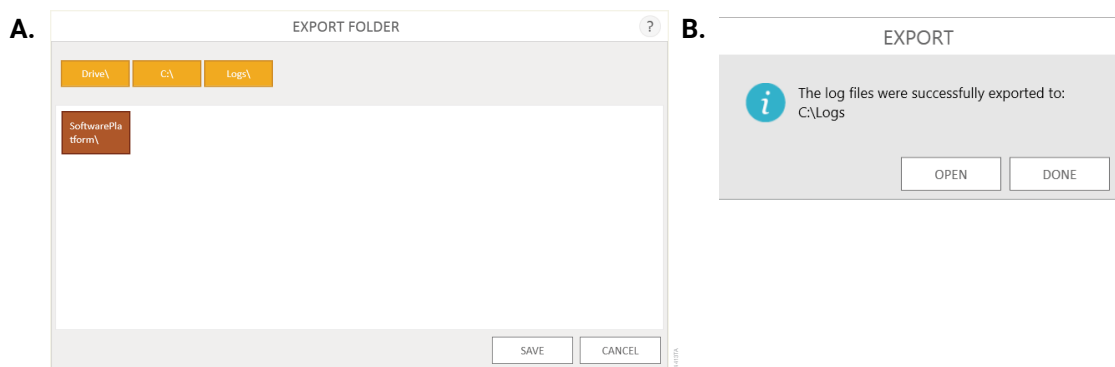 A.
EXPORT FOLDER
?
Drive\
C:\
Logs\
SoftwarePla
tform\
SAVE
CANCEL
B.
EXPORT
i
The log files were successfully exported to:
C:\Logs
OPEN
DONE